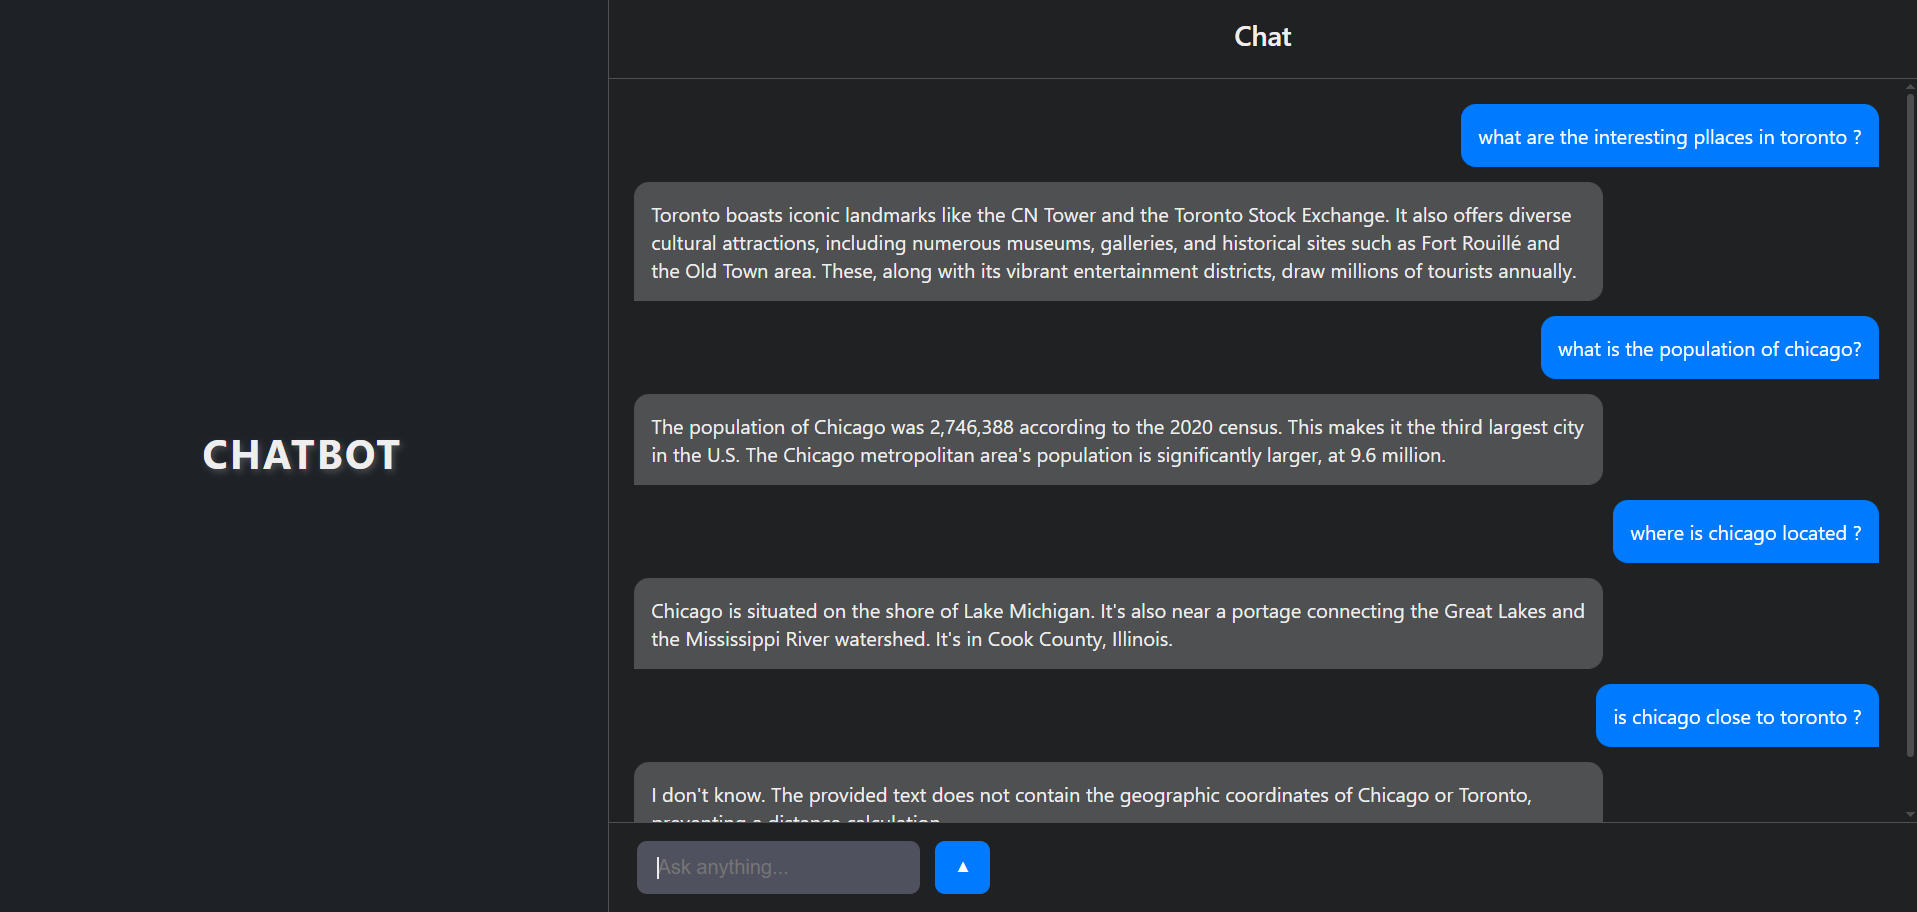 CHATBOT
Chat
what are the interesting pllaces in toronto ?
Toronto boasts iconic landmarks like the CN Tower and the Toronto Stock Exchange. It also offers diverse
cultural attractions, including numerous museums, galleries, and historical sites such as Fort Rouillé and
the Old Town area. These, along with its vibrant entertainment districts, draw millions of tourists annually.
what is the population of chicago?
The population of Chicago was 2,746,388 according to the 2020 census. This makes it the third largest city
in the U.S. The Chicago metropolitan area's population is significantly larger, at 9.6 million.
where is chicago located ?
Chicago is situated on the shore of Lake Michigan. It's also near a portage connecting the Great Lakes and
the Mississippi River watershed. It's in Cook County, Illinois.
is chicago close to toronto ?
I don't know. The provided text does not contain the geographic coordinates of Chicago or Toronto,
preventing a distance calculation.
Ask anything...